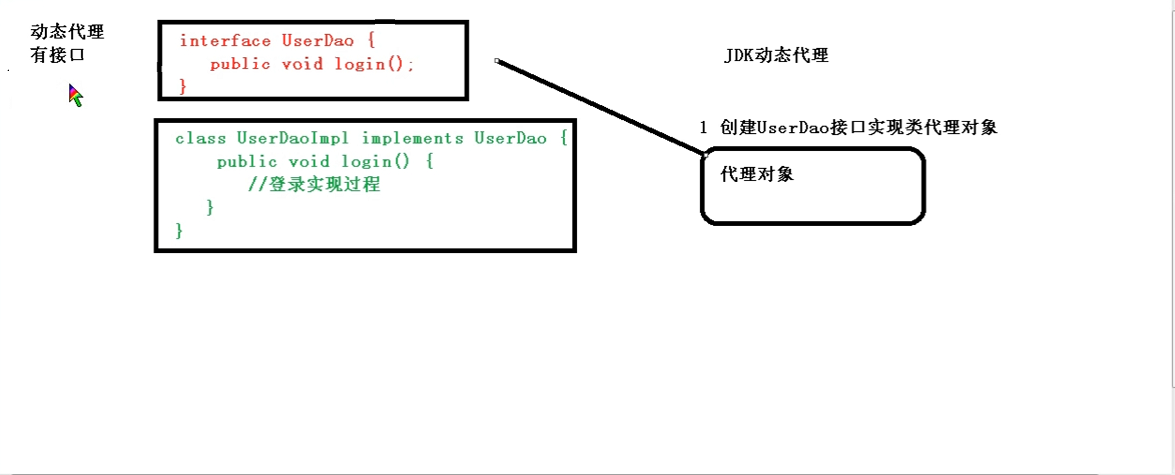 动态代理
有接口
interface UserDao {
public void login();
}
class UserDaoImpl implements UserDao {
public void login() {
//登录实现过程
}
}
JDK动态代理
1 创建UserDao接口实现类代理对象
代理对象